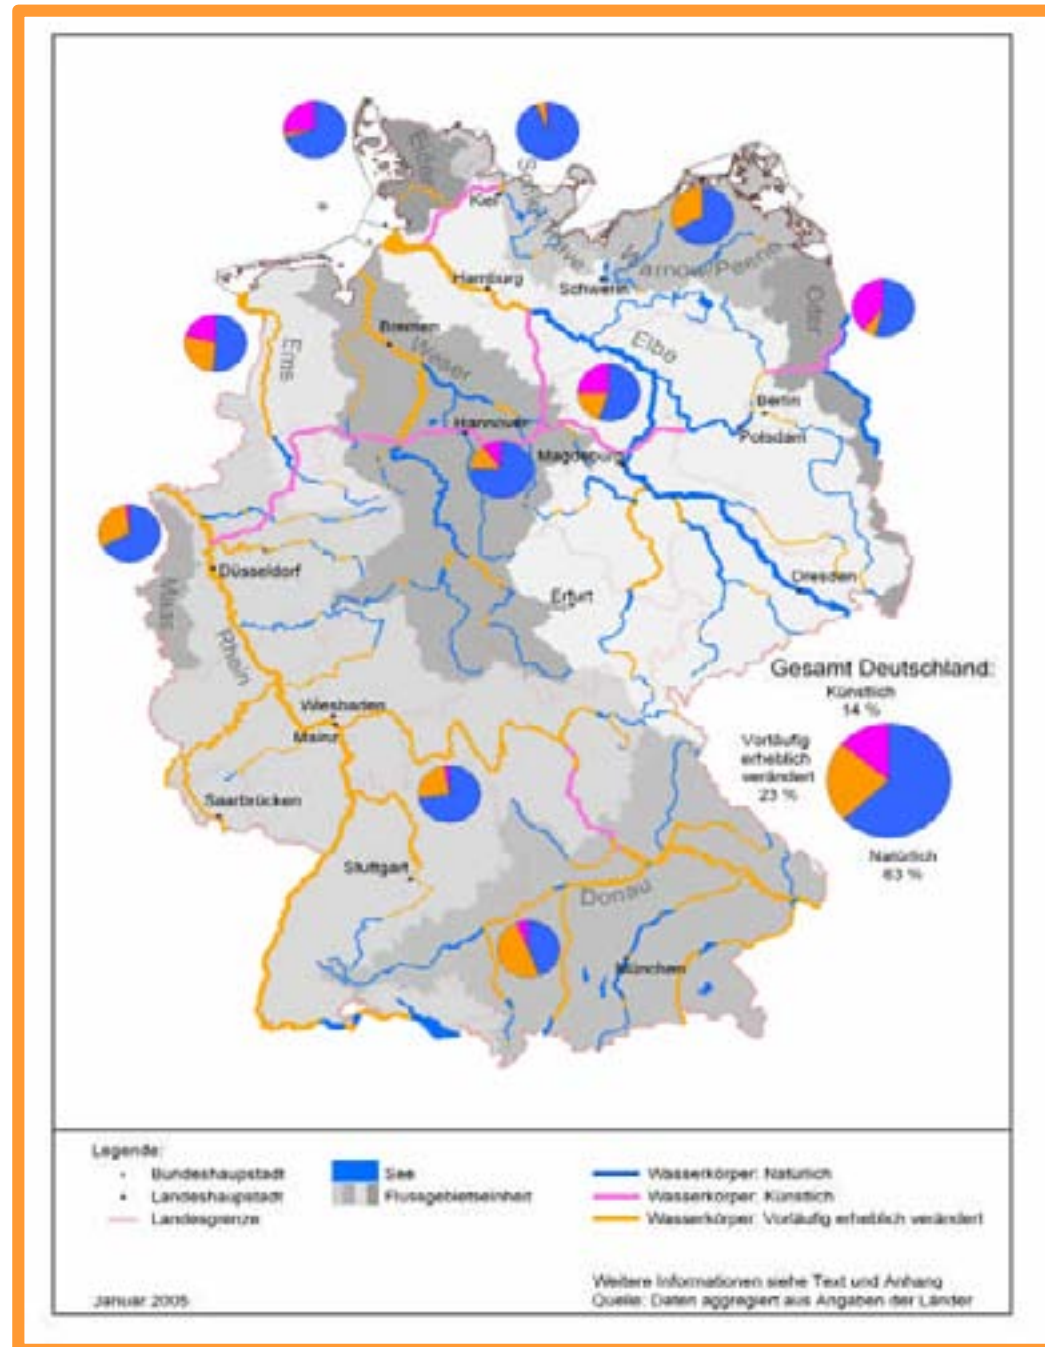 Eider
Schlei/Trave
Kiel
Warnow/Peene
Hamburg
Schwerin
Oder
Bremen
Ems
Weser
Elbe
Berlin
Hannover
Potsdam
Magdeburg
Düsseldorf
Maas
Erfurt
Dresden
Rhein
Gesamt Deutschland:
Künstlich
14 %
Wiesbaden
Mainz
Vorläufig
erheblich
verändert
23 %
Saarbrücken
Natürlich
63 %
Stuttgart
Donau
München
Legende:
Bundeshauptstadt
Landeshauptstadt
Landesgrenze
See
Flussgebietseinheit
Wasserkörper: Natürlich
Wasserkörper: Künstlich
Wasserkörper: Vorläufig erheblich verändert
Weitere Informationen siehe Text und Anhang
Januar 2005
Quelle: Daten aggregiert aus Angaben der Länder